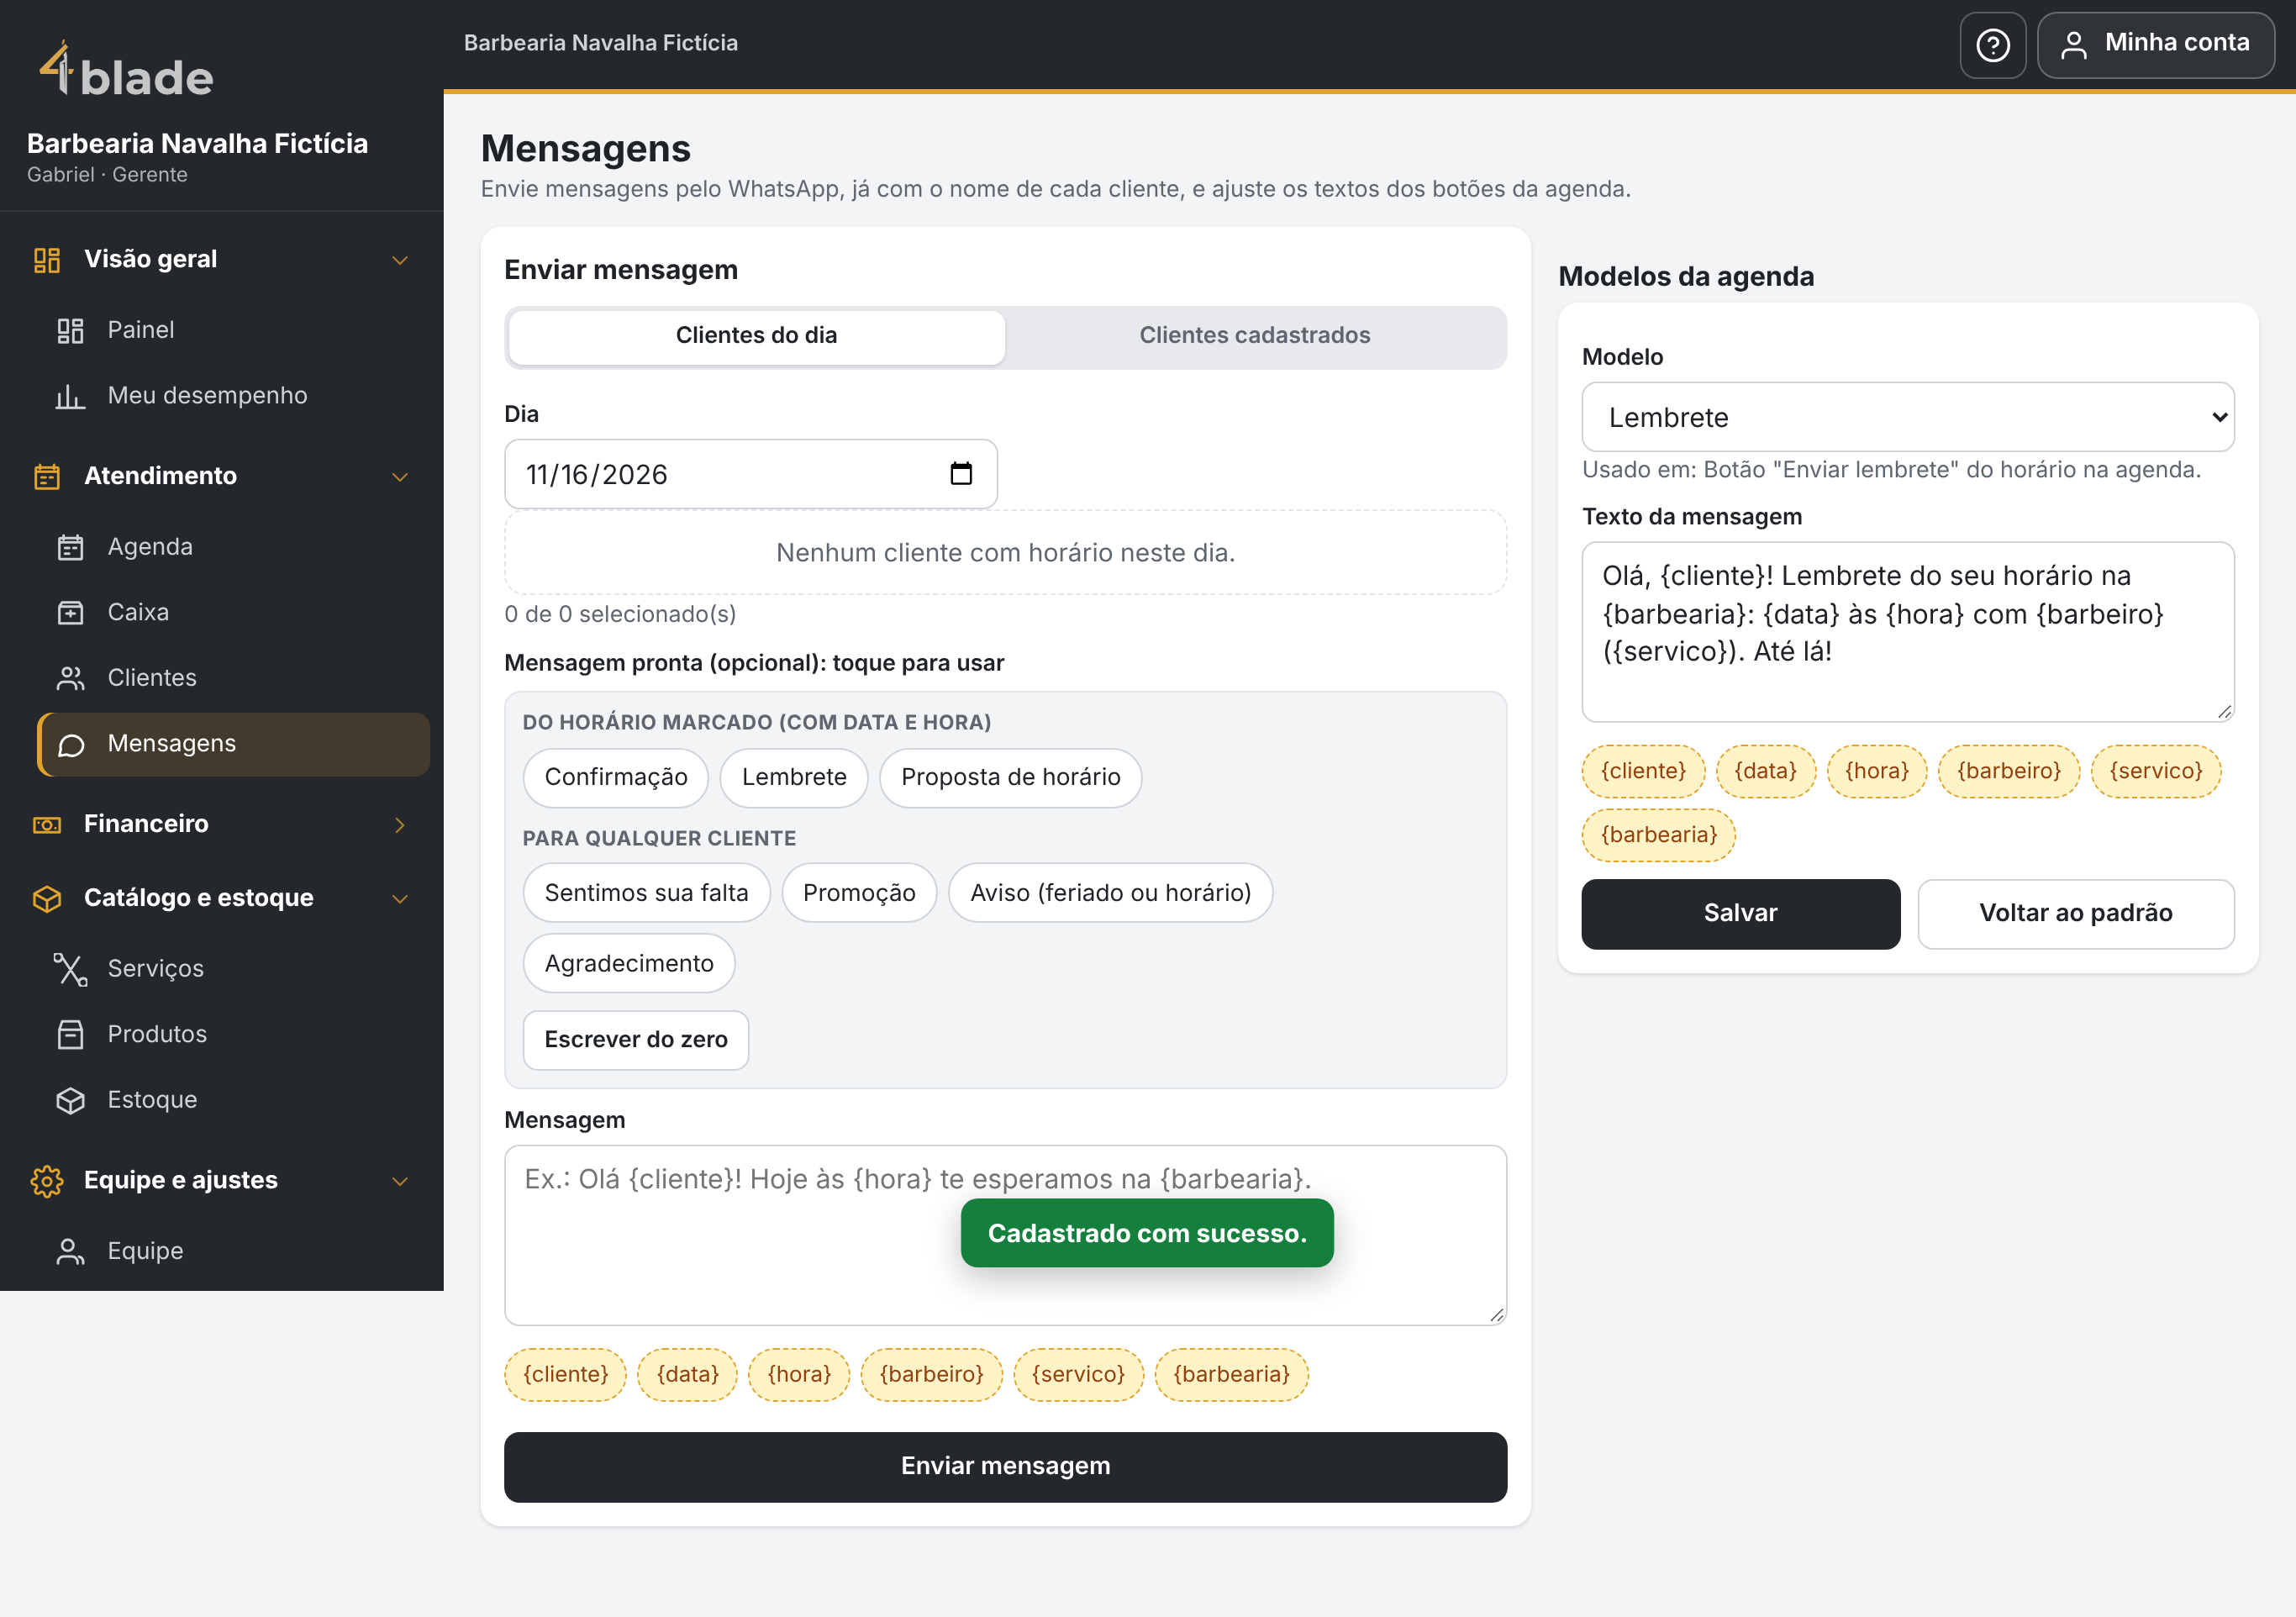 4blade
Barbearia Navalha Fictícia
Gabriel · Gerente
Visão geral
Painel
Meu desempenho
Atendimento
Agenda
Caixa
Clientes
Mensagens
Financeiro
Catálogo e estoque
Serviços
Produtos
Estoque
Equipe e ajustes
Equipe
Barbearia Navalha Fictícia
Minha conta
Mensagens
Envie mensagens pelo WhatsApp, já com o nome de cada cliente, e ajuste os textos dos botões da agenda.
Enviar mensagem
Clientes do dia
Clientes cadastrados
Dia
11/16/2026
Nenhum cliente com horário neste dia.
0 de 0 selecionado(s)
Mensagem pronta (opcional): toque para usar
DO HORÁRIO MARCADO (COM DATA E HORA)
Confirmação
Lembrete
Proposta de horário
PARA QUALQUER CLIENTE
Sentimos sua falta
Promoção
Aviso (feriado ou horário)
Agradecimento
Escrever do zero
Mensagem
Ex.: Olá {cliente}! Hoje às {hora} te esperamos na {barbearia}.
Cadastrado com sucesso.
{cliente}
{data}
{hora}
{barbeiro}
{servico}
{barbearia}
Enviar mensagem
Modelos da agenda
Modelo
Lembrete
Usado em: Botão "Enviar lembrete" do horário na agenda.
Texto da mensagem
Olá, {cliente}! Lembrete do seu horário na
{barbearia}: {data} às {hora} com {barbeiro}
({servico}). Até lá!
{cliente}
{data}
{hora}
{barbeiro}
{servico}
{barbearia}
Salvar
Voltar ao padrão